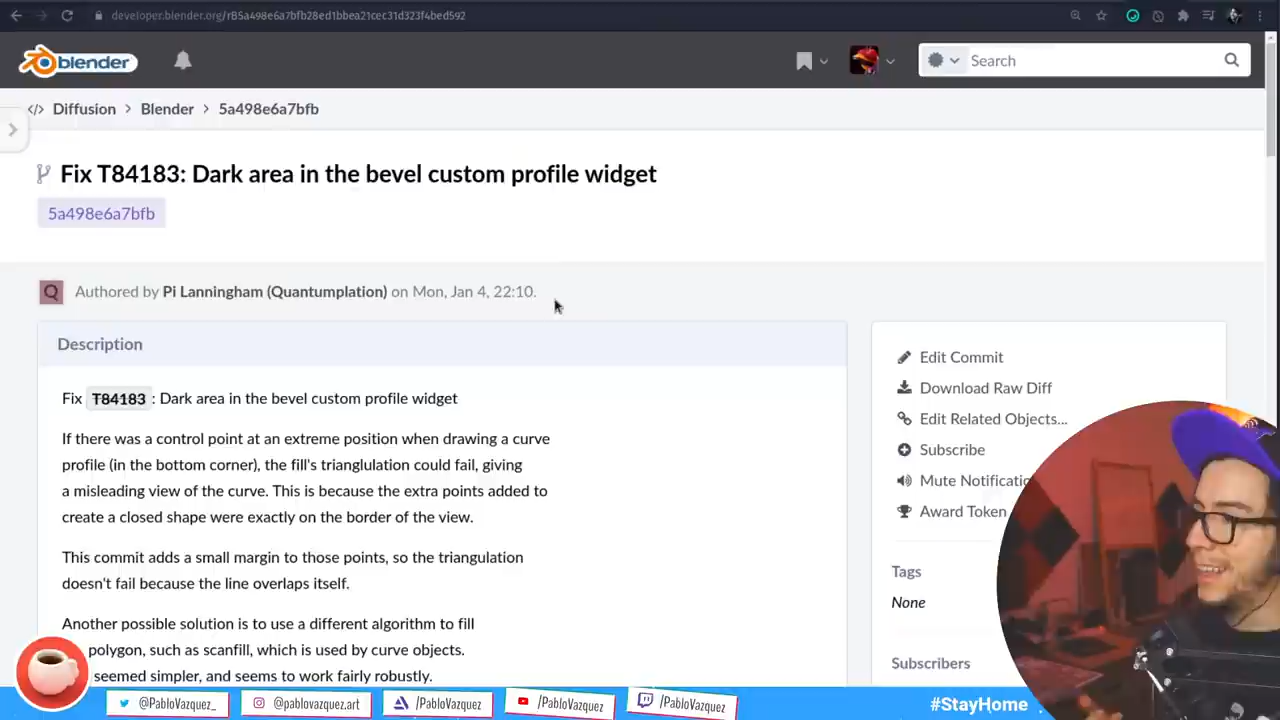 developer.blender.org/rB5a498e6a7bfb28ed1bbea21cec31d323f4bed592
blender
Search
Diffusion > Blender > 5a498e6a7bfb
Fix T84183: Dark area in the bevel custom profile widget
5a498e6a7bfb
Q Authored by Pi Lanningham (Quantumplation) on Mon, Jan 4, 22:10.
Description
Fix T84183 : Dark area in the bevel custom profile widget
If there was a control point at an extreme position when drawing a curve
profile (in the bottom corner), the fill's trianglulation could fail, giving
a misleading view of the curve. This is because the extra points added to
create a closed shape were exactly on the border of the view.
This commit adds a small margin to those points, so the triangulation
doesn't fail because the line overlaps itself.
Another possible solution is to use a different algorithm to fill
polygon, such as scanfill, which is used by curve objects.
seemed simpler, and seems to work fairly robustly.
Edit Commit
Download Raw Diff
Edit Related Objects...
Subscribe
Mute Notificatio
Award Token
Tags
None
Subscribers
@PabloVazquez_
@pablovazquez.art
/PabloVazquez
/PabloVazquez
/PabloVazquez
#StayHome